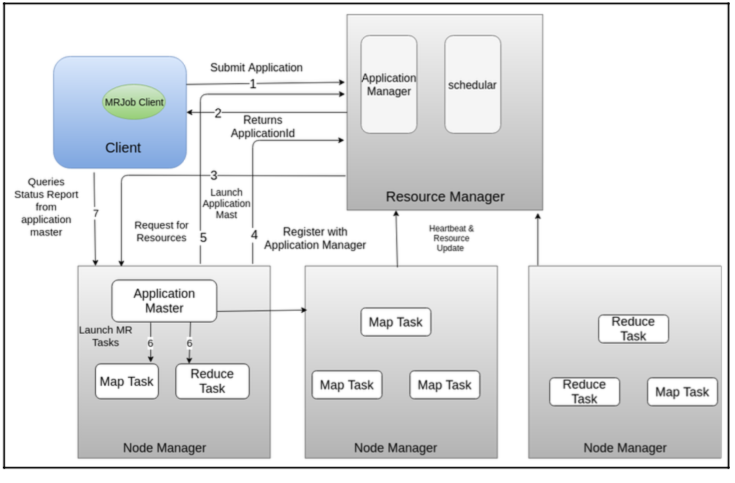 Submit Application
1
MRJob Client
Client
Application
Manager
schedular
Resource Manager
2
Returns
ApplicationId
3
Launch
Application
Mast
Queries
Status Report
from
application
master
7
Request for
Resources
5
4
Register with
Application Manager
Heartbeat &
Resource
Update
Application
Master
Launch MR
Tasks
6
6
Map Task
Reduce
Task
Node Manager
Map Task
Map Task
Map Task
Node Manager
Reduce
Task
Reduce
Task
Map Task
Node Manager